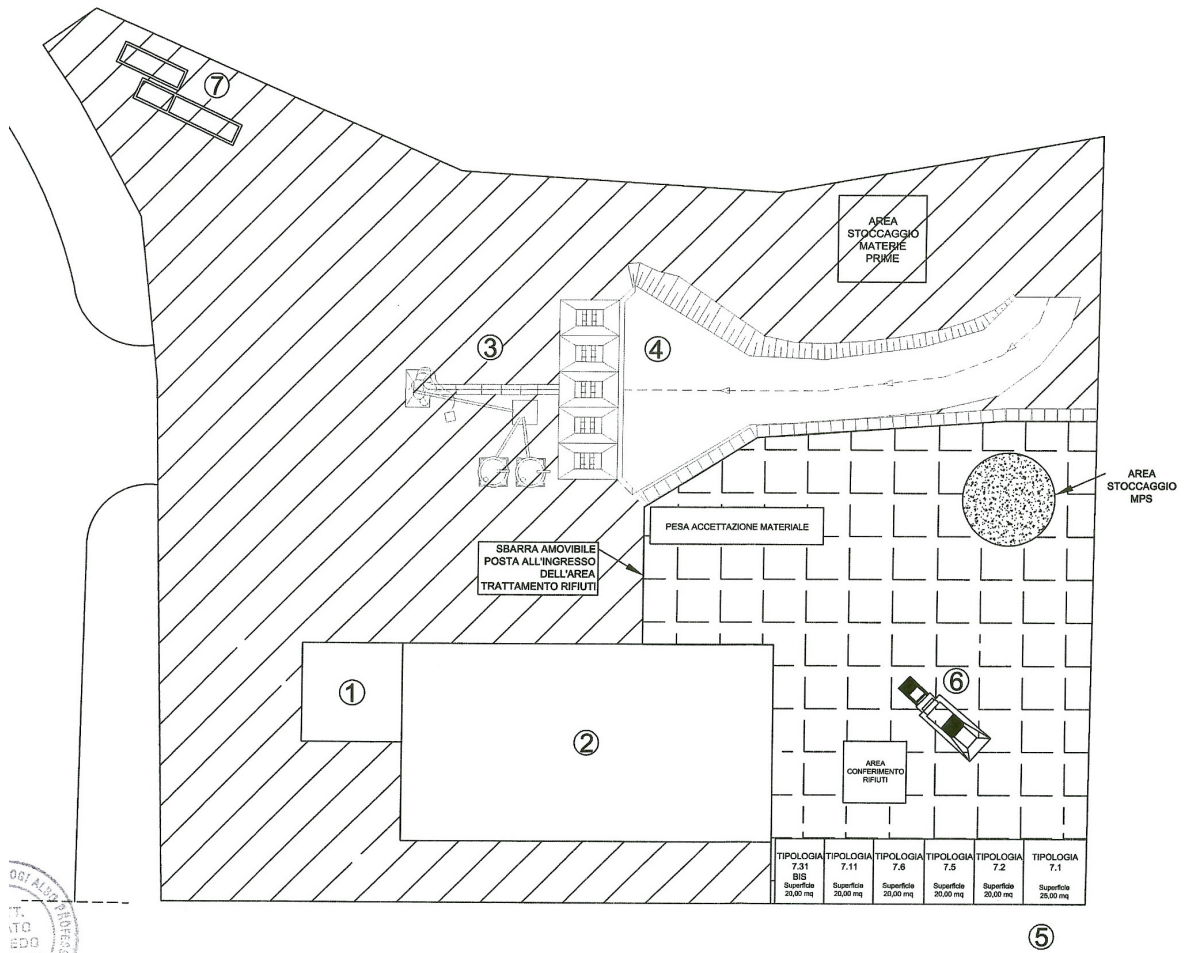 7
AREA
STOCCAGGIO
MATERIE
PRIME
3
4
AREA
STOCCAGGIO
MPS
PESA ACCETTAZIONE MATERIALE
SBARRA AMOVIBILE
POSTA ALL'INGRESSO
DELL'AREA
TRATTAMENTO RIFIUTI
1
2
6
AREA
CONFERIMENTO
RIFIUTI
TIPOLOGIA
7.31
BIS
Superficie
20,00 mq
TIPOLOGIA
7.11
Superficie
20,00 mq
TIPOLOGIA
7.6
Superficie
20,00 mq
TIPOLOGIA
7.5
Superficie
20,00 mq
TIPOLOGIA
7.2
Superficie
20,00 mq
TIPOLOGIA
7.1
Superficie
25,00 mq
5